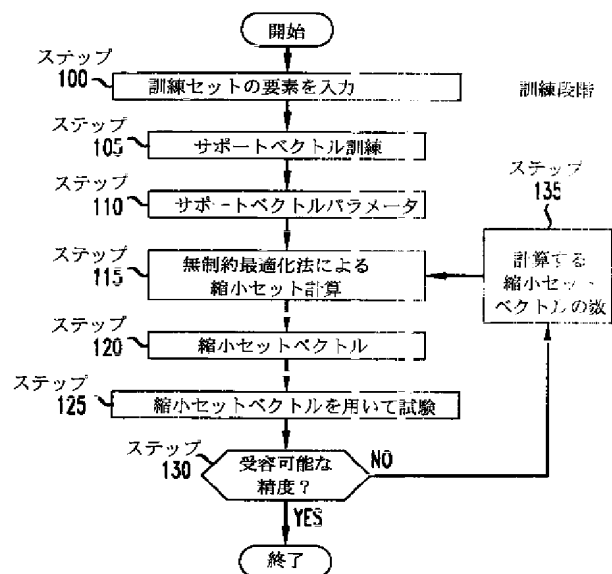 開始
ステップ
100
訓練セットの要素を入力
訓練段階
ステップ
105
サポートベクトル訓練
ステップ
110
サポートベクトルパラメータ
ステップ
135
計算する
縮小セット
ベクトルの数
ステップ
115
無制約最適化法による
縮小セット計算
ステップ
120
縮小セットベクトル
ステップ
125
縮小セットベクトルを用いて試験
ステップ
130
受容可能な
精度?
NO
YES
終了